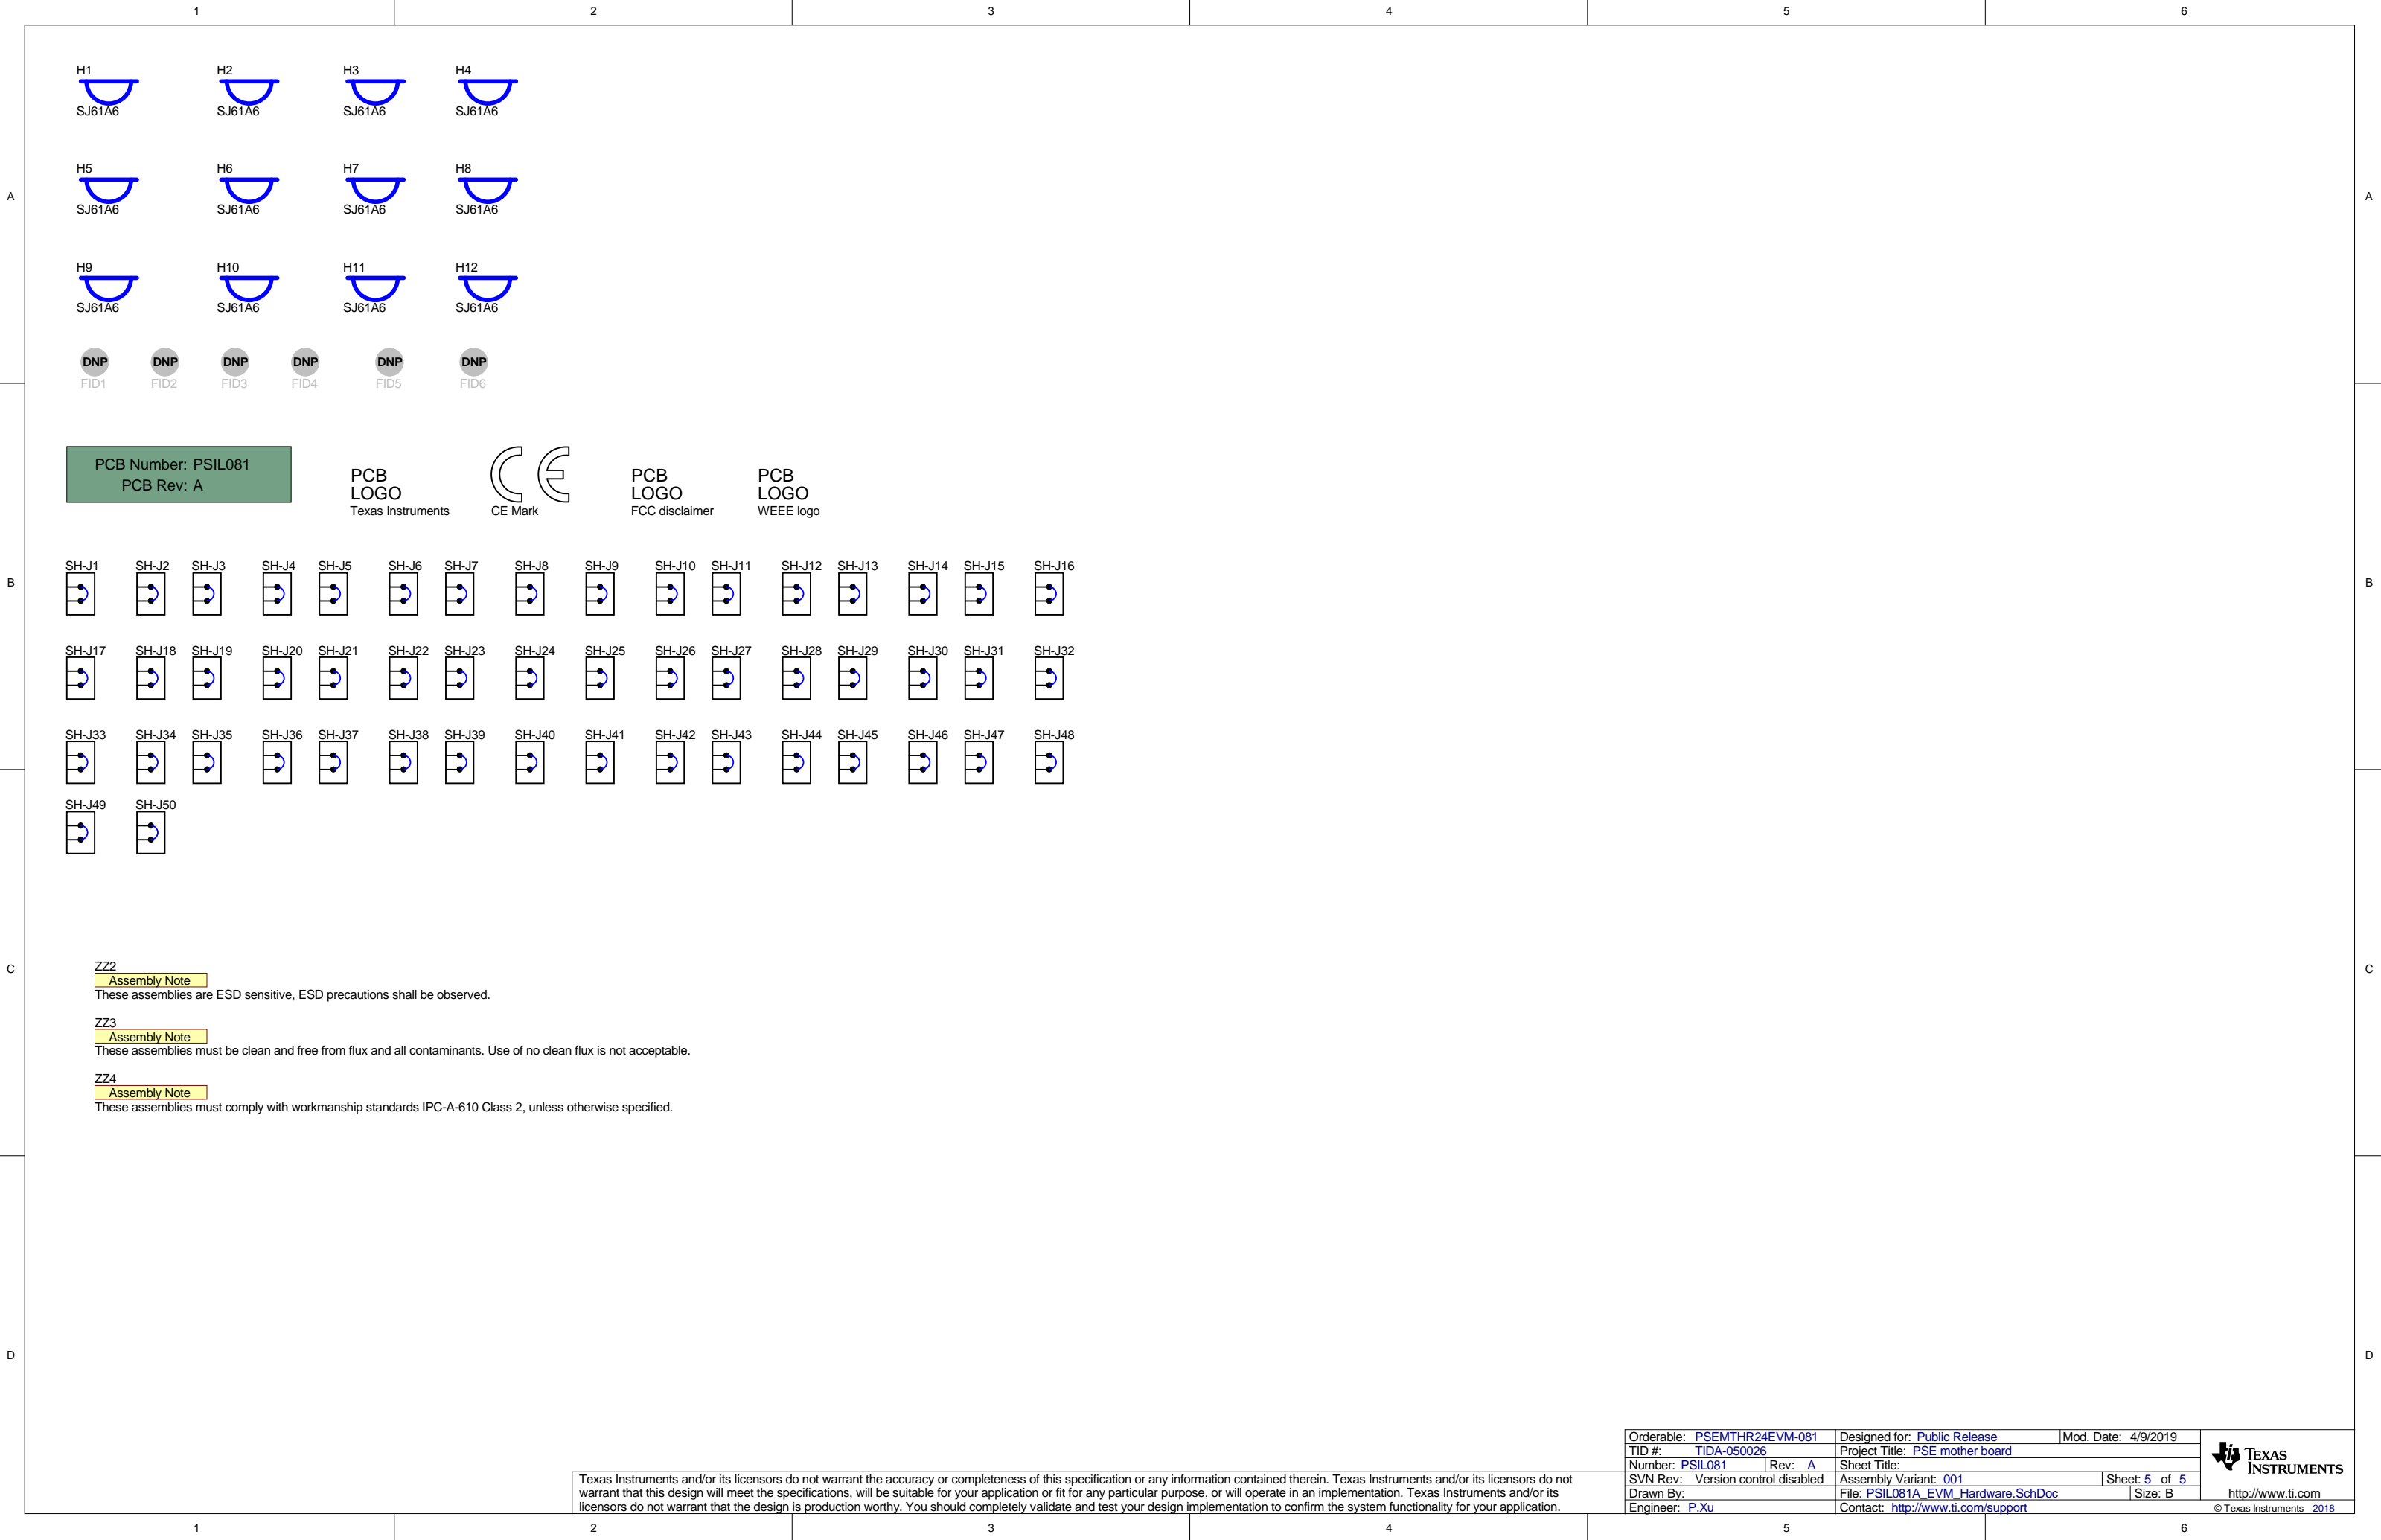 1 2 3 4 5 6
H1 H2 H3 H4
SJ61A6 SJ61A6 SJ61A6 SJ61A6
H5 H6 H7 H8
A A
SJ61A6 SJ61A6 SJ61A6 SJ61A6
H9 H10 H11 H12
SJ61A6 SJ61A6 SJ61A6 SJ61A6
DNP DNP DNP DNP DNP DNP
FID1 FID2 FID3 FID4 FID5 FID6
PCB Number: PSIL081
PCB Rev: A
PCB
LOGO
Texas Instruments
CE
CE Mark
PCB
LOGO
FCC disclaimer
PCB
LOGO
WEEE logo
SH-J1 SH-J2 SH-J3 SH-J4 SH-J5 SH-J6 SH-J7 SH-J8 SH-J9 SH-J10 SH-J11 SH-J12 SH-J13 SH-J14 SH-J15 SH-J16
B B
SH-J17 SH-J18 SH-J19 SH-J20 SH-J21 SH-J22 SH-J23 SH-J24 SH-J25 SH-J26 SH-J27 SH-J28 SH-J29 SH-J30 SH-J31 SH-J32
SH-J33 SH-J34 SH-J35 SH-J36 SH-J37 SH-J38 SH-J39 SH-J40 SH-J41 SH-J42 SH-J43 SH-J44 SH-J45 SH-J46 SH-J47 SH-J48
SH-J49 SH-J50
C C
ZZ2
Assembly Note
These assemblies are ESD sensitive, ESD precautions shall be observed.
ZZ3
Assembly Note
These assemblies must be clean and free from flux and all contaminants. Use of no clean flux is not acceptable.
ZZ4
Assembly Note
These assemblies must comply with workmanship standards IPC-A-610 Class 2, unless otherwise specified.
D D
Texas Instruments and/or its licensors do not warrant the accuracy or completeness of this specification or any information contained therein. Texas Instruments and/or its licensors do not
warrant that this design will meet the specifications, will be suitable for your application or fit for any particular purpose, or will operate in an implementation. Texas Instruments and/or its
licensors do not warrant that the design is production worthy. You should completely validate and test your design implementation to confirm the system functionality for your application.
Orderable: PSEMTHR24EVM-081 Designed for: Public Release Mod. Date: 4/9/2019
TID #: TIDA-050026 Project Title: PSE mother board
Number: PSIL081 Rev: A Sheet Title:
SVN Rev: Version control disabled Assembly Variant: 001 Sheet: 5 of 5
Drawn By: File: PSIL081A_EVM_Hardware.SchDoc Size: B
Engineer: P.Xu Contact: http://www.ti.com/support
TEXAS
INSTRUMENTS
http://www.ti.com
© Texas Instruments 2018
1 2 3 4 5 6